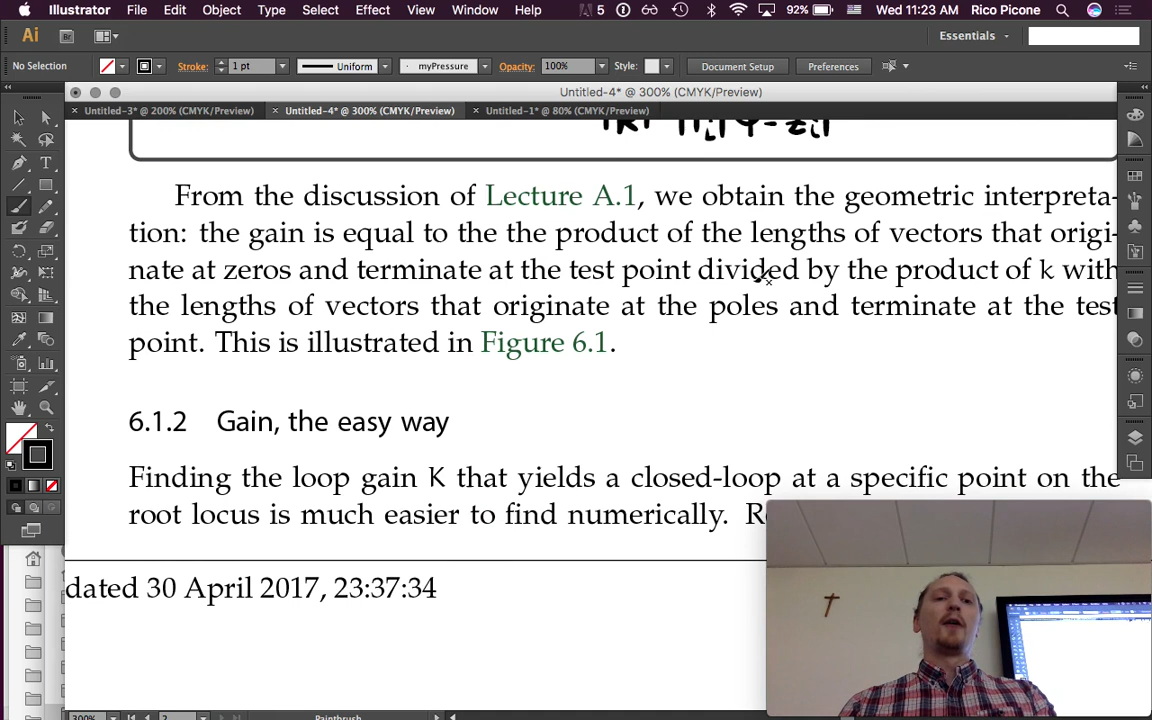 Illustrator File Edit Object Type Select Effect View Window Help 5 92% Wed 11:23 AM Rico Picone
Ai Br Essentials
No Selection Stroke: 1 pt Uniform myPressure Opacity: 100% Style: Document Setup Preferences
Untitled-4* @ 300% (CMYK/Preview)
Untitled-3* @ 200% (CMYK/Preview) Untitled-4* @ 300% (CMYK/Preview) Untitled-1* @ 80% (CMYK/Preview)
From the discussion of Lecture A.1, we obtain the geometric interpreta-
tion: the gain is equal to the the product of the lengths of vectors that origi-
nate at zeros and terminate at the test point divided by the product of k with
the lengths of vectors that originate at the poles and terminate at the test
point. This is illustrated in Figure 6.1.
6.1.2 Gain, the easy way
Finding the loop gain K that yields a closed-loop at a specific point on the
root locus is much easier to find numerically.
dated 30 April 2017, 23:37:34
300% 2 Paintbrush